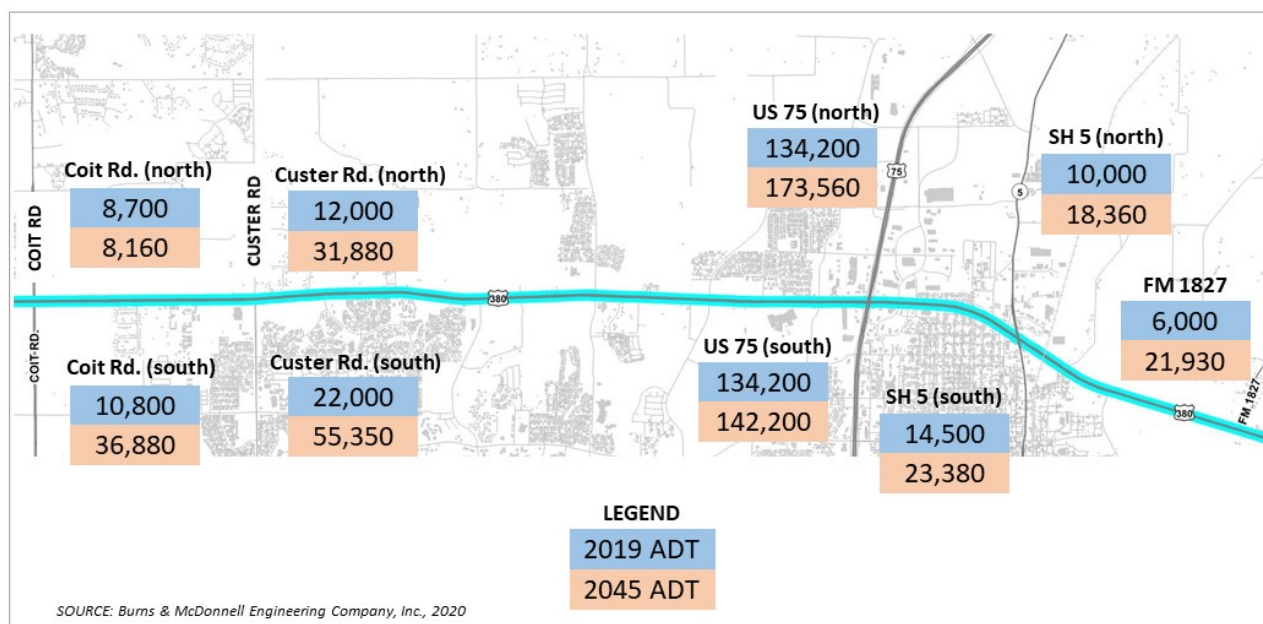 US 75 (north)
134,200
173,560
SH 5 (north)
10,000
18,360
Coit Rd. (north)
8,700
8,160
Custer Rd. (north)
12,000
31,880
COIT RD
CUSTER RD
75
5
380
FM 1827
6,000
21,930
COIT-RD.
Coit Rd. (south)
10,800
36,880
Custer Rd. (south)
22,000
55,350
US 75 (south)
134,200
142,200
SH 5 (south)
14,500
23,380
380
FM 1827
LEGEND
2019 ADT
2045 ADT
SOURCE: Burns & McDonnell Engineering Company, Inc., 2020